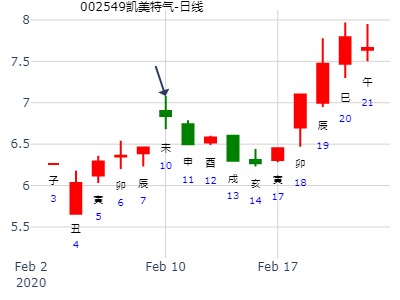 002549凯美特气-日线
8
7.5
7
6.5
6
5.5
子
3
丑
4
寅
5
卯
6
辰
7
未
10
申
11
酉
12
戌
13
亥
14
寅
17
卯
18
辰
19
巳
20
午
21
Feb 2
2020
Feb 10
Feb 17